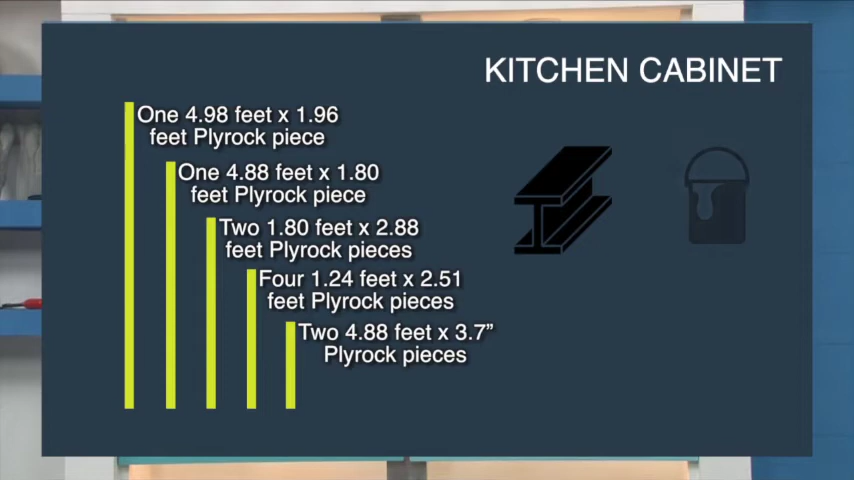 KITCHEN CABINET
One 4.98 feet x 1.96
feet Plyrock piece
One 4.88 feet x 1.80
feet Plyrock piece
Two 1.80 feet x 2.88
feet Plyrock pieces
Four 1.24 feet x 2.51
feet Plyrock pieces
Two 4.88 feet x 3.7”
Plyrock pieces